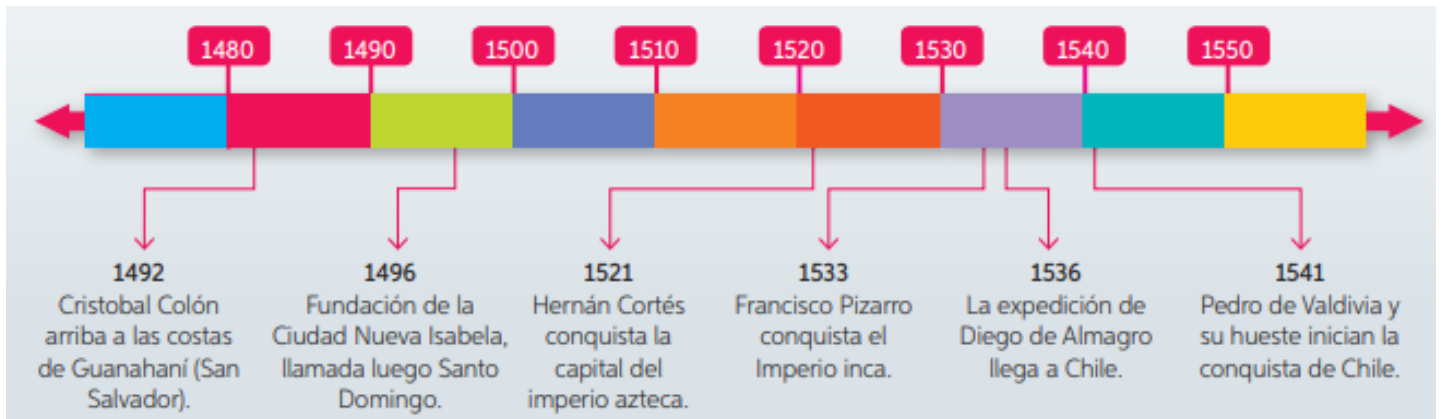 1480
1490
1500
1510
1520
1530
1540
1550
1492
Cristobal Colón
arriba a las costas
de Guanahaní (San
Salvador).
1496
Fundación de la
Ciudad Nueva Isabela,
llamada luego Santo
Domingo.
1521
Hernán Cortés
conquista la
capital del
imperio azteca.
1533
Francisco Pizarro
conquista el
Imperio inca.
1536
La expedición de
Diego de Almagro
llega a Chile.
1541
Pedro de Valdivia y
su hueste inician la
conquista de Chile.